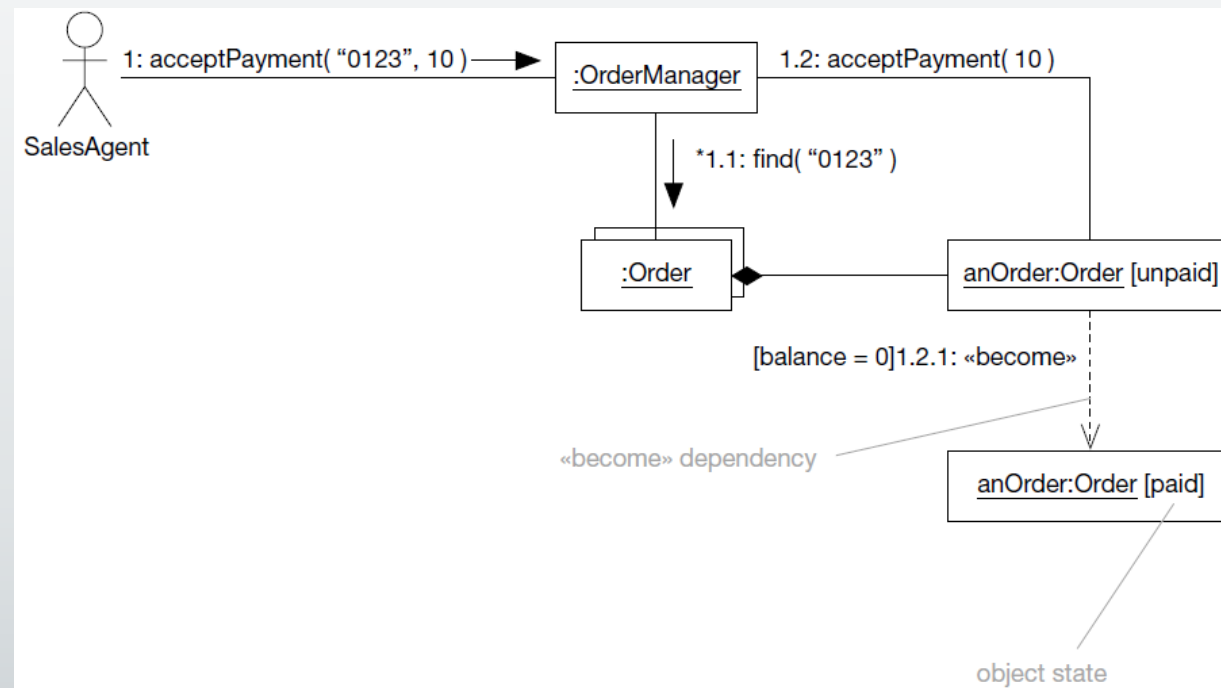 1: acceptPayment( “0123”, 10 )
:OrderManager
1.2: acceptPayment( 10 )
SalesAgent
*1.1: find( “0123” )
:Order
anOrder:Order [unpaid]
[balance = 0]1.2.1: «become»
«become» dependency
anOrder:Order [paid]
object state